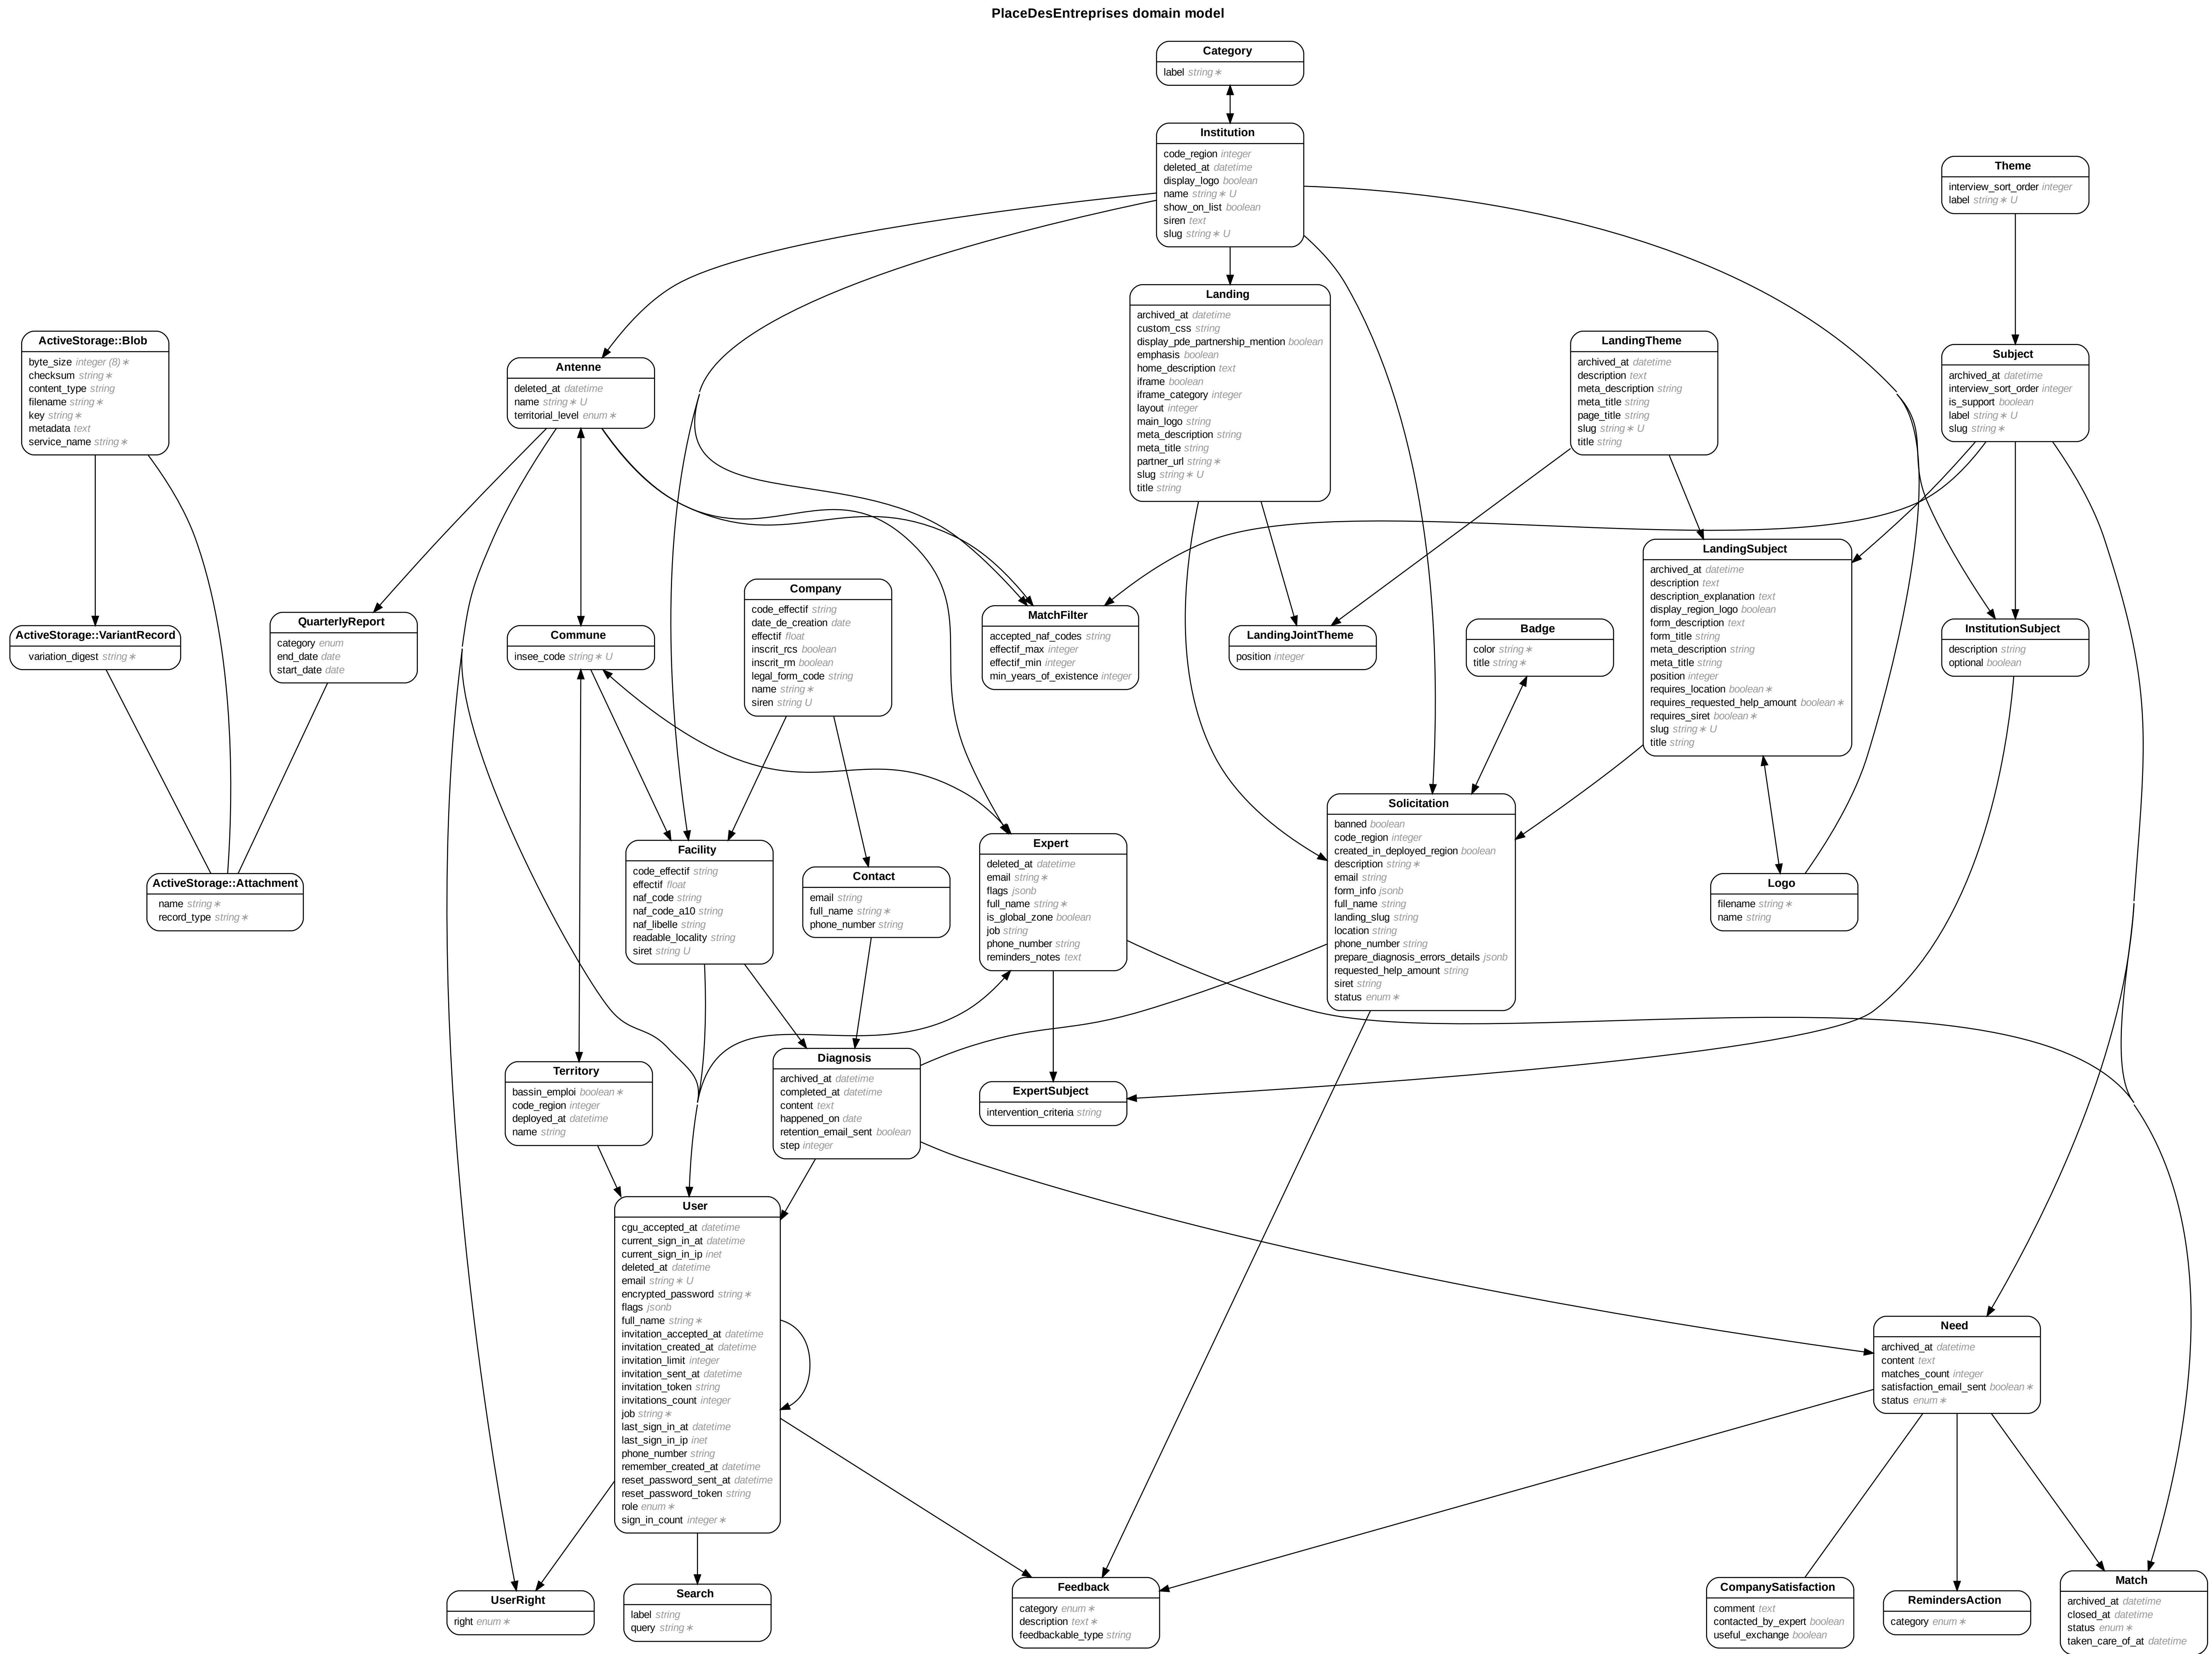 PlaceDesEntreprises domain model
Category
label string∗
Institution
code_region integer
deleted_at datetime
display_logo boolean
name string∗ U
show_on_list boolean
siren text
slug string∗ U
Theme
interview_sort_order integer
label string∗ U
Landing
archived_at datetime
custom_css string
display_pde_partnership_mention boolean
emphasis boolean
home_description text
iframe boolean
iframe_category integer
layout integer
main_logo string
meta_description string
meta_title string
partner_url string∗
slug string∗ U
title string
ActiveStorage::Blob
byte_size integer (8)∗
checksum string∗
content_type string
filename string∗
key string∗
metadata text
service_name string∗
Antenne
deleted_at datetime
name string∗ U
territorial_level enum∗
LandingTheme
archived_at datetime
description text
meta_description string
meta_title string
page_title string
slug string∗ U
title string
Subject
archived_at datetime
interview_sort_order integer
is_support boolean
label string∗ U
slug string∗
LandingSubject
archived_at datetime
description text
description_explanation text
display_region_logo boolean
form_description text
form_title string
meta_description string
meta_title string
position integer
requires_location boolean∗
requires_requested_help_amount boolean∗
requires_siret boolean∗
slug string∗ U
title string
ActiveStorage::VariantRecord
variation_digest string∗
QuarterlyReport
category enum
end_date date
start_date date
Commune
insee_code string∗ U
Company
code_effectif string
date_de_creation date
effectif float
inscrit_rcs boolean
inscrit_rm boolean
legal_form_code string
name string∗
siren string U
MatchFilter
accepted_naf_codes string
effectif_max integer
effectif_min integer
min_years_of_existence integer
LandingJointTheme
position integer
Badge
color string∗
title string∗
InstitutionSubject
description string
optional boolean
Solicitation
banned boolean
code_region integer
created_in_deployed_region boolean
description string∗
email string
form_info jsonb
full_name string
landing_slug string
location string
phone_number string
prepare_diagnosis_errors_details jsonb
requested_help_amount string
siret string
status enum∗
ActiveStorage::Attachment
name string∗
record_type string∗
Facility
code_effectif string
effectif float
naf_code string
naf_code_a10 string
naf_libelle string
readable_locality string
siret string U
Contact
email string
full_name string∗
phone_number string
Expert
deleted_at datetime
email string∗
flags jsonb
full_name string∗
is_global_zone boolean
job string
phone_number string
reminders_notes text
Logo
filename string∗
name string
Territory
bassin_emploi boolean∗
code_region integer
deployed_at datetime
name string
Diagnosis
archived_at datetime
completed_at datetime
content text
happened_on date
retention_email_sent boolean
step integer
ExpertSubject
intervention_criteria string
User
cgu_accepted_at datetime
current_sign_in_at datetime
current_sign_in_ip inet
deleted_at datetime
email string∗ U
encrypted_password string∗
flags jsonb
full_name string∗
invitation_accepted_at datetime
invitation_created_at datetime
invitation_limit integer
invitation_sent_at datetime
invitation_token string
invitations_count integer
job string∗
last_sign_in_at datetime
last_sign_in_ip inet
phone_number string
remember_created_at datetime
reset_password_sent_at datetime
reset_password_token string
role enum∗
sign_in_count integer∗
Need
archived_at datetime
content text
matches_count integer
satisfaction_email_sent boolean∗
status enum∗
UserRight
right enum∗
Search
label string
query string∗
Feedback
category enum∗
description text∗
feedbackable_type string
CompanySatisfaction
comment text
contacted_by_expert boolean
useful_exchange boolean
RemindersAction
category enum∗
Match
archived_at datetime
closed_at datetime
status enum∗
taken_care_of_at datetime